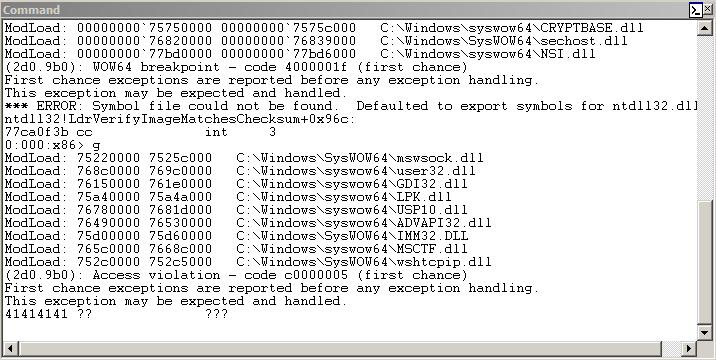 Command
ModLoad: 00000000`75750000 00000000`7575c000   C:\Windows\syswow64\CRYPTBASE.dll
ModLoad: 00000000`76820000 00000000`76839000   C:\Windows\SysWOW64\sechost.dll
ModLoad: 00000000`77bd0000 00000000`77bd6000   C:\Windows\syswow64\NSI.dll
(2d0.9b0): WOW64 breakpoint - code 4000001f (first chance)
First chance exceptions are reported before any exception handling.
This exception may be expected and handled.
*** ERROR: Symbol file could not be found.  Defaulted to export symbols for ntdll32.dll
ntdll32!LdrVerifyImageMatchesChecksum+0x96c:
77ca0f3b cc              int     3
0:000:x86> g
ModLoad: 75220000 7525c000   C:\Windows\SysWOW64\mswsock.dll
ModLoad: 768c0000 769c0000   C:\Windows\SysWOW64\user32.dll
ModLoad: 76150000 761e0000   C:\Windows\SysWOW64\GDI32.dll
ModLoad: 75a40000 75a4a000   C:\Windows\SysWOW64\LPK.dll
ModLoad: 76780000 7681d000   C:\Windows\SysWOW64\USP10.dll
ModLoad: 76490000 76530000   C:\Windows\SysWOW64\ADVAPI32.dll
ModLoad: 75d00000 75d60000   C:\Windows\SysWOW64\IMM32.DLL
ModLoad: 765c0000 7668c000   C:\Windows\SysWOW64\MSCTF.dll
ModLoad: 752c0000 752c5000   C:\Windows\SysWOW64\wshtcpip.dll
(2d0.9b0): Access violation - code c0000005 (first chance)
First chance exceptions are reported before any exception handling.
This exception may be expected and handled.
41414141 ??              ???